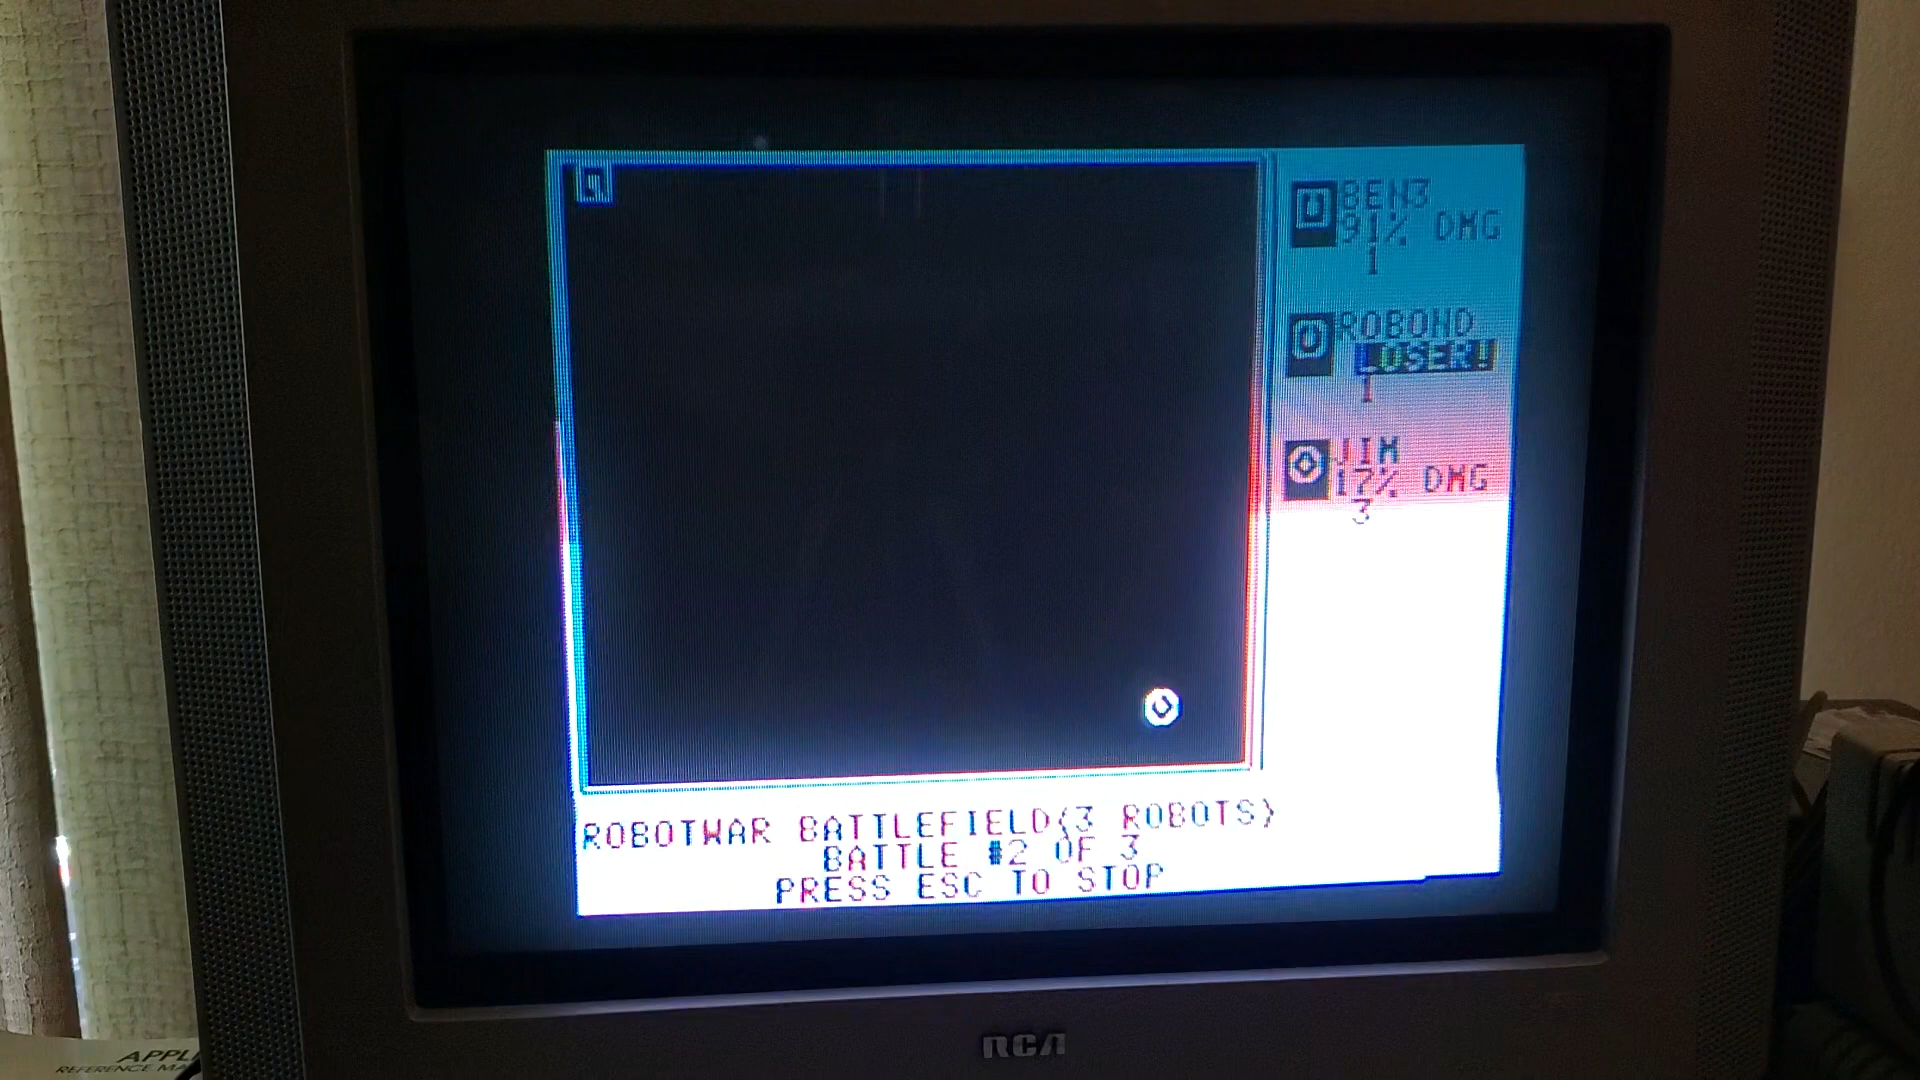 BEN3
91% DMG
1
ROBOND
LOSER!
1
JIM
17% DMG
3
ROBOTWAR BATTLEFIELD{3 ROBOTS}
BATTLE #2 OF 3
PRESS ESC TO STOP
RCA
REFERENCE